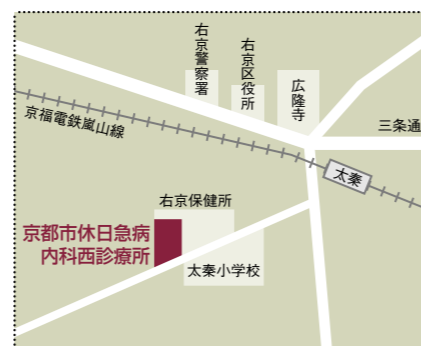 右京警察署
右京区役所
広隆寺
三条通
京福電鉄嵐山線
太秦
右京保健所
京都市休日急病
内科西診療所
太秦小学校